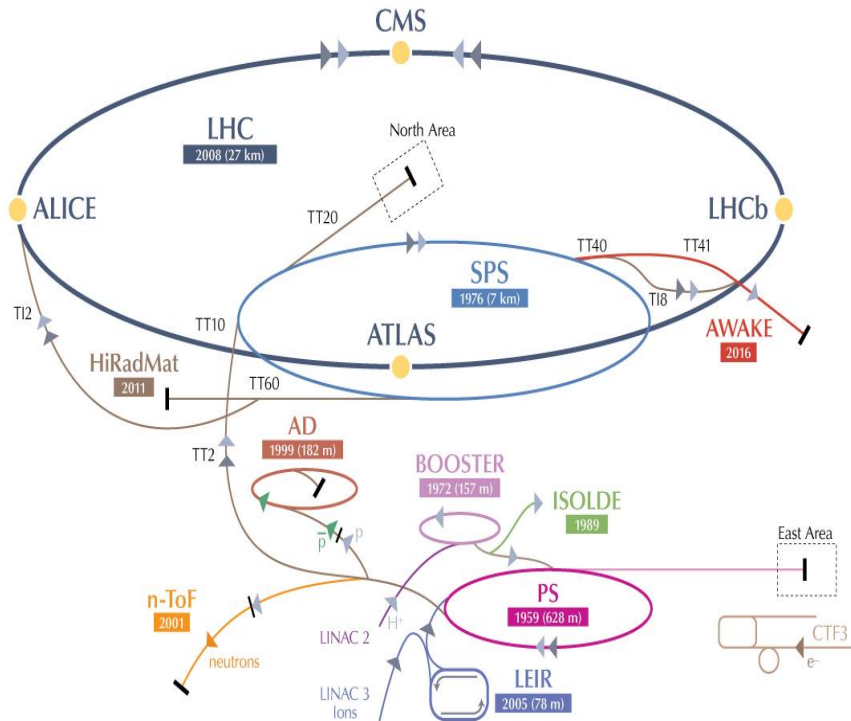 CMS
LHC
2008 (27 km)
North Area
ALICE
TT20
LHCb
TT40
TT41
SPS
1976 (7 km)
TI2
TI8
TT10
ATLAS
AWAKE
2016
HiRadMat
2011
TT60
AD
1999 (182 m)
TT2
BOOSTER
1972 (157 m)
ISOLDE
1989
p
p̅
East Area
n-ToF
2001
PS
1959 (628 m)
H+
LINAC 2
neutrons
CTF3
e−
LEIR
2005 (78 m)
LINAC 3
Ions